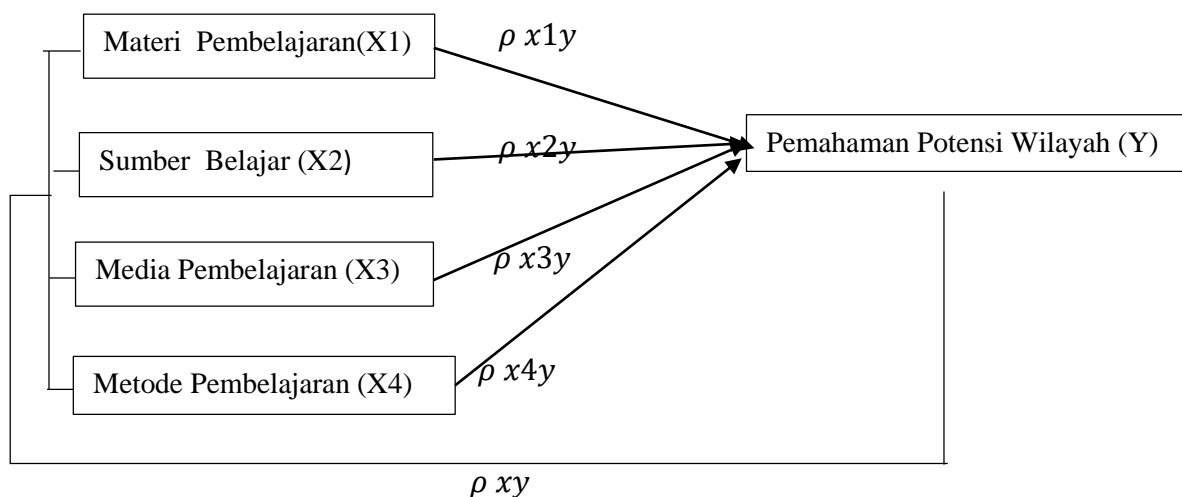 Materi  Pembelajaran(X1)
ρ x1y
Pemahaman Potensi Wilayah (Y)
Sumber  Belajar (X2)
ρ x2y
Media Pembelajaran (X3)
ρ x3y
Metode Pembelajaran (X4)
ρ x4y
ρ xy